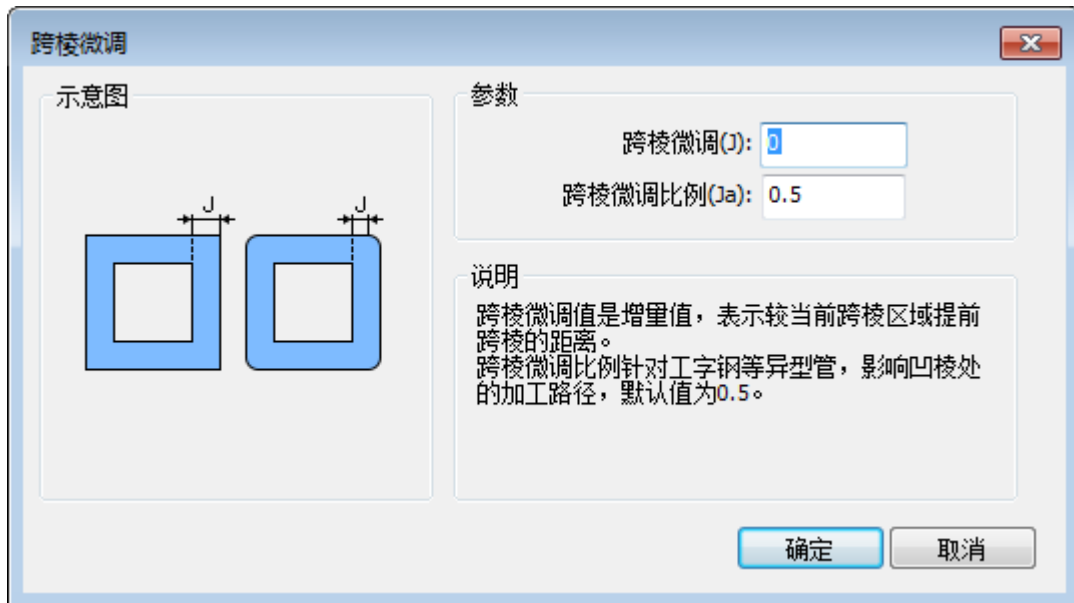 跨棱微调
示意图
J
J
参数
跨棱微调(J): 0
跨棱微调比例(Ja): 0.5
说明
跨棱微调值是增量值，表示较当前跨棱区域提前
跨棱的距离。
跨棱微调比例针对工字钢等异型管，影响凹棱处
的加工路径，默认值为0.5。
确定
取消